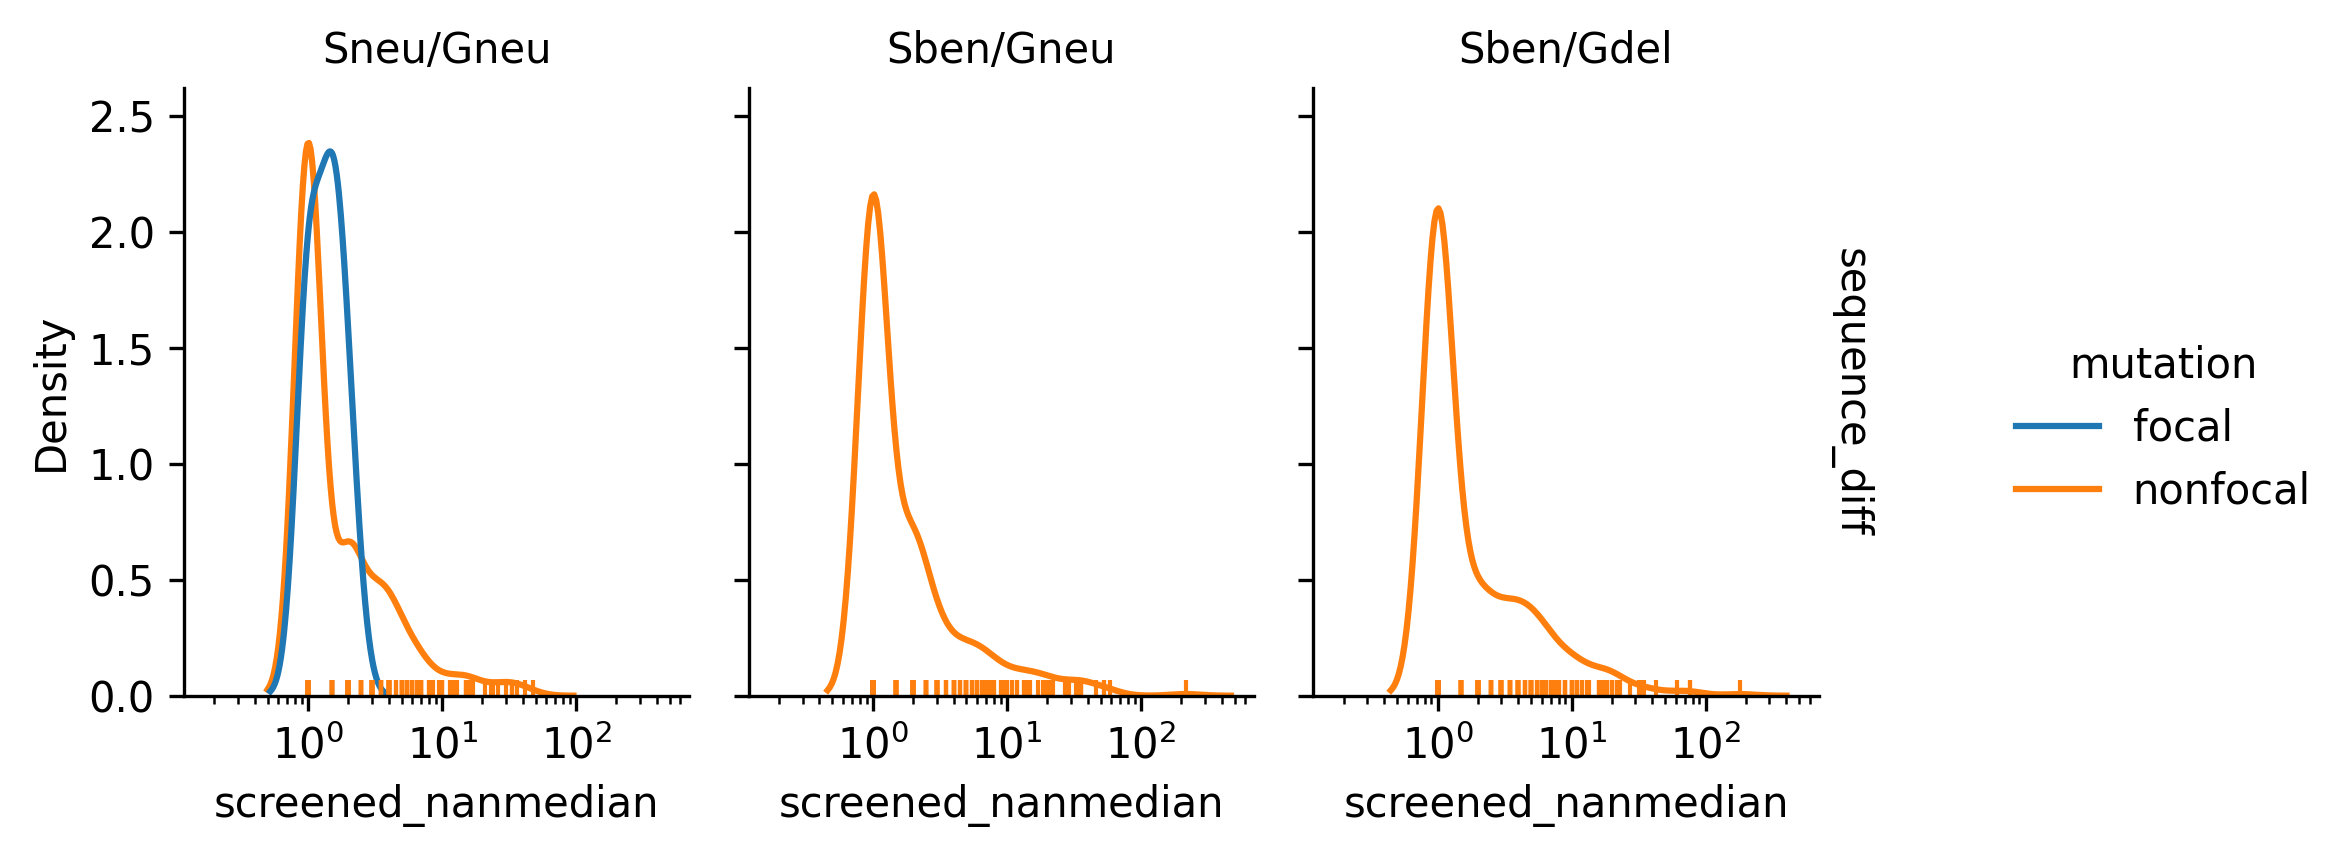 Sneu/Gneu
Sben/Gneu
Sben/Gdel
Density
2.5
2.0
1.5
1.0
0.5
0.0
10⁰ 10¹ 10²
10⁰ 10¹ 10²
10⁰ 10¹ 10²
screened_nanmedian
screened_nanmedian
screened_nanmedian
sequence_diff
mutation
focal
nonfocal